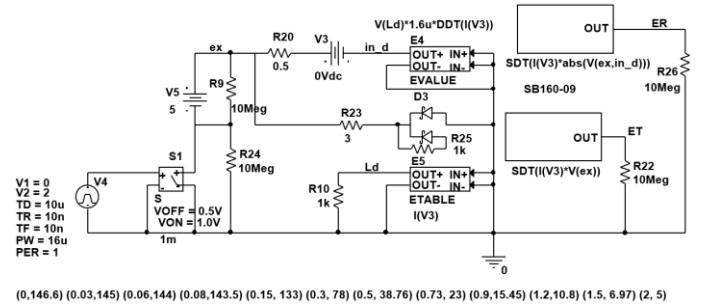 V(Ld)*1.6u*DDT(I(V3))
R20
0.5
V3
0Vdc
ex
in_d
E4
OUT+ IN+
OUT- IN-
EVALUE
OUT
ER
SDT(I(V3)*abs(V(ex,in_d)))
SB160-09
R26
10Meg
V5
5
R9
10Meg
D3
R23
3
R25
1k
OUT
ET
SDT(I(V3)*V(ex))
R22
10Meg
R24
10Meg
S1
S
VOFF = 0.5V
VON = 1.0V
1m
V4
R10
1k
Ld
E5
OUT+ IN+
OUT- IN-
ETABLE
I(V3)
V1 = 0
V2 = 2
TD = 10u
TR = 10n
TF = 10n
PW = 16u
PER = 1
0
(0,146.6) (0.03,145) (0.06,144) (0.08,143.5) (0.15, 133) (0.3, 78) (0.5, 38.76) (0.73, 23) (0.9,15.45) (1.2,10.8) (1.5, 6.97) (2, 5)